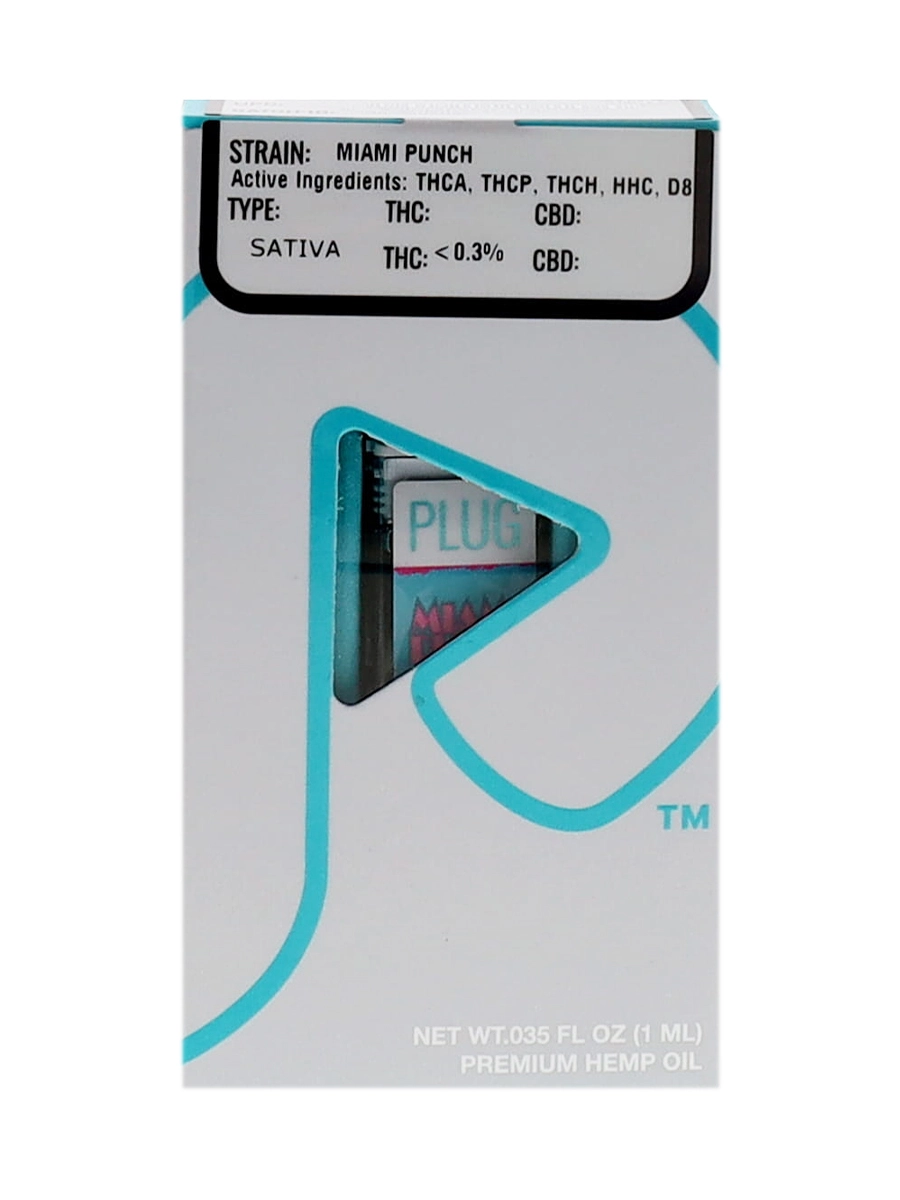 STRAIN: MIAMI PUNCH
Active Ingredients: THCA, THCP, THCH, HHC, D8
TYPE: THC: CBD:
SATIVA THC: <0.3% CBD:
PLUG
TM
NET WT.035 FL OZ (1 ML)
PREMIUM HEMP OIL